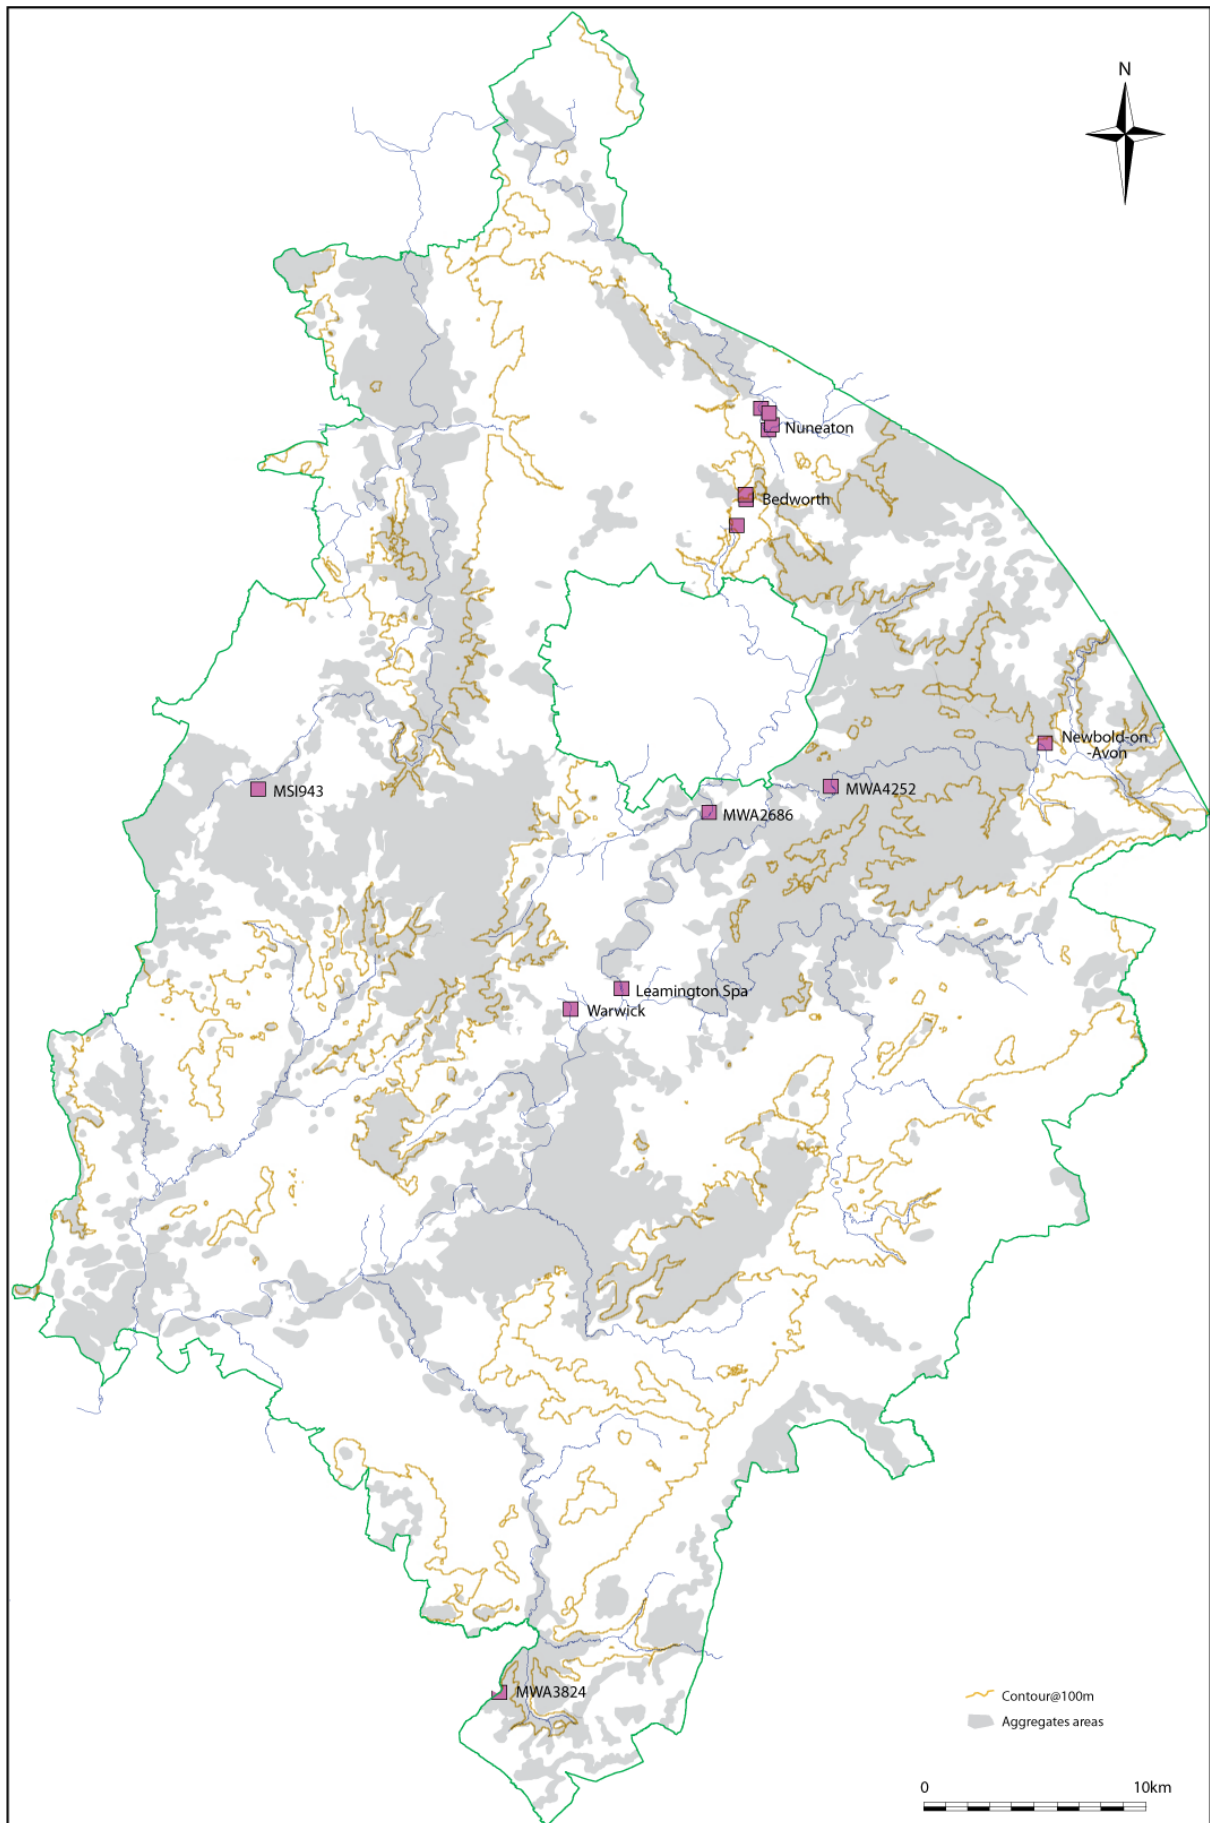 N
Nuneaton
Bedworth
Newbold-on
-Avon
MSI943
MWA4252
MWA2686
Leamington Spa
Warwick
MWA3824
Contour@100m
Aggregates areas
0 10km